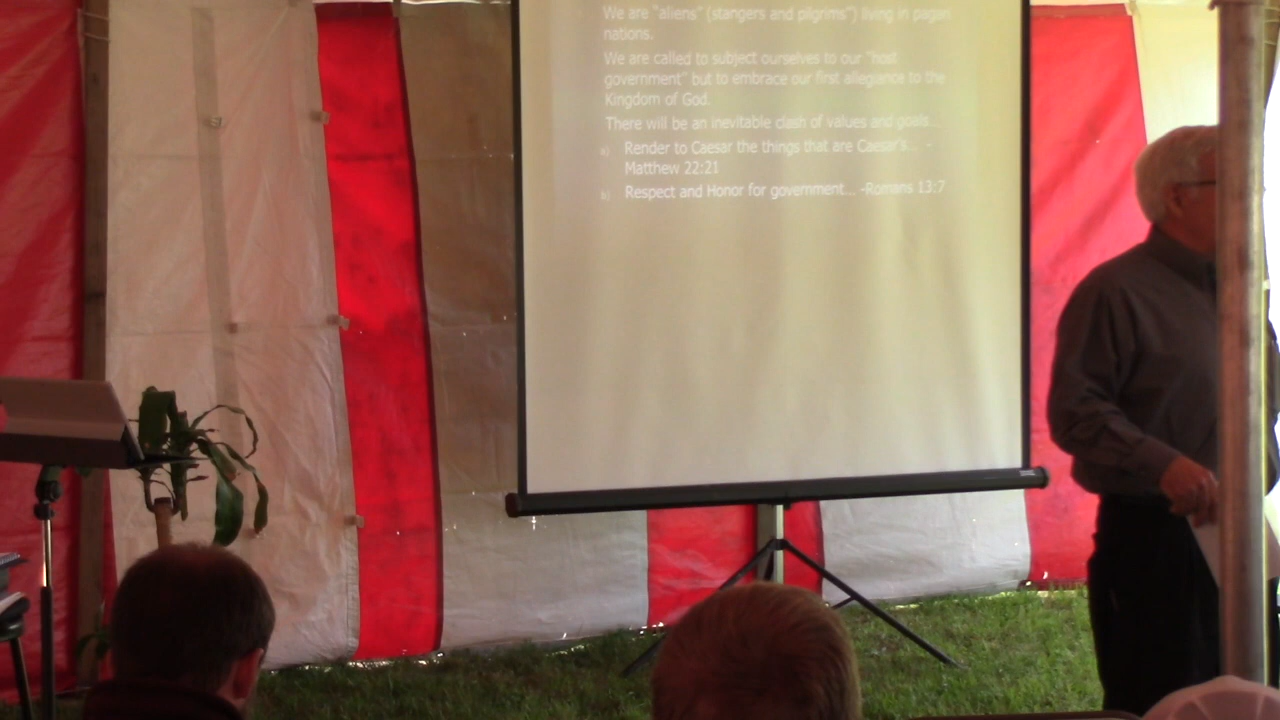 We are "aliens" (stangers and pilgrims") living in pagan
nations.
We are called to subject ourselves to our "host
government" but to embrace our first allegiance to the
Kingdom of God.
There will be an inevitable clash of values and goals...
a) Render to Caesar the things that are Caesar's... -
Matthew 22:21
b) Respect and Honor for government... -Romans 13:7